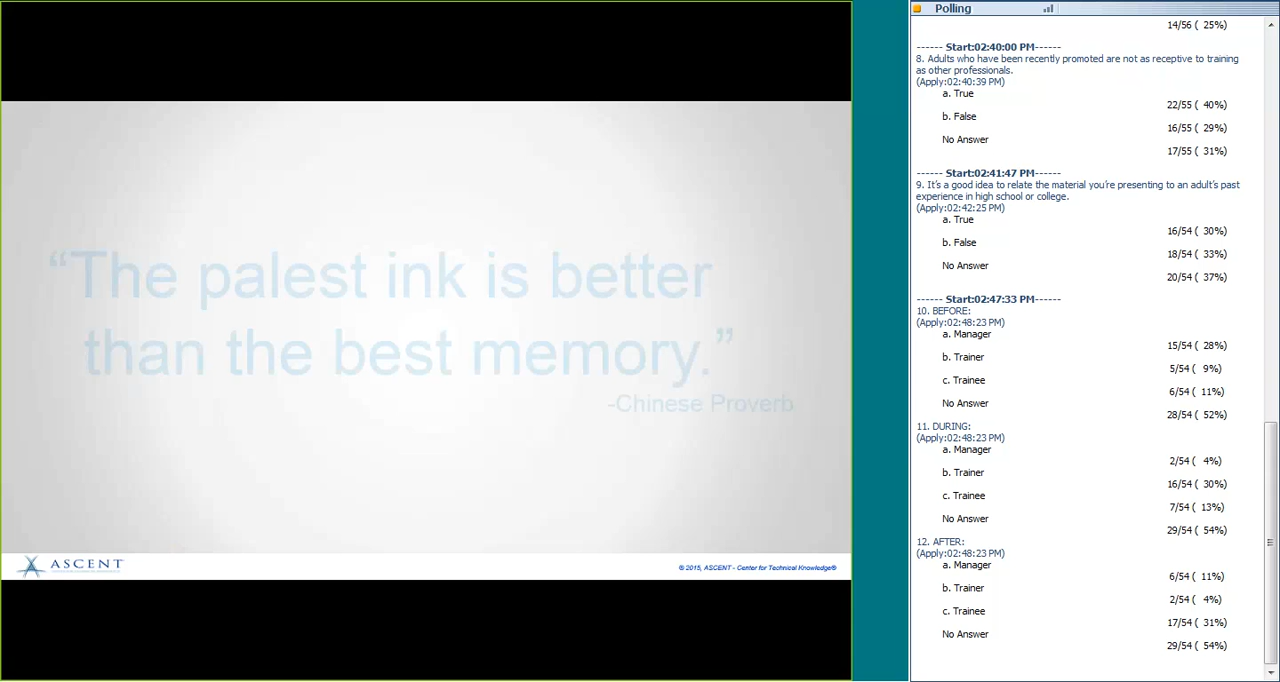 “The palest ink is better
than the best memory.”
-Chinese Proverb
ASCENT
© 2015, ASCENT - Center for Technical Knowledge®
Polling
14/56 ( 25%)
------ Start:02:40:00 PM------
8. Adults who have been recently promoted are not as receptive to training
as other professionals.
(Apply:02:40:39 PM)
a. True
22/55 ( 40%)
b. False
16/55 ( 29%)
No Answer
17/55 ( 31%)
------ Start:02:41:47 PM------
9. It’s a good idea to relate the material you’re presenting to an adult’s past
experience in high school or college.
(Apply:02:42:25 PM)
a. True
16/54 ( 30%)
b. False
18/54 ( 33%)
No Answer
20/54 ( 37%)
------ Start:02:47:33 PM------
10. BEFORE:
(Apply:02:48:23 PM)
a. Manager
15/54 ( 28%)
b. Trainer
5/54 ( 9%)
c. Trainee
6/54 ( 11%)
No Answer
28/54 ( 52%)
11. DURING:
(Apply:02:48:23 PM)
a. Manager
2/54 ( 4%)
b. Trainer
16/54 ( 30%)
c. Trainee
7/54 ( 13%)
No Answer
29/54 ( 54%)
12. AFTER:
(Apply:02:48:23 PM)
a. Manager
6/54 ( 11%)
b. Trainer
2/54 ( 4%)
c. Trainee
17/54 ( 31%)
No Answer
29/54 ( 54%)